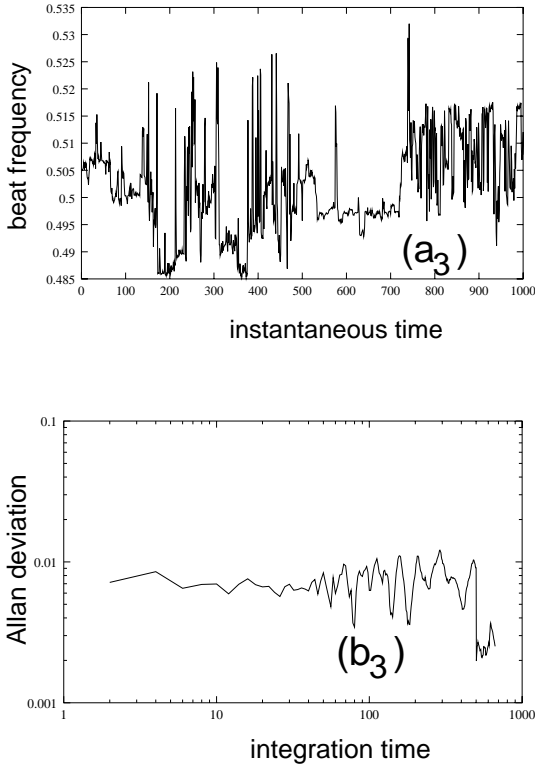 0.535
0.53
0.525
0.52
0.515
0.51
0.505
0.5
0.495
0.49
0.485
beat frequency
(a3)
0 100 200 300 400 500 600 700 800 900 1000
instantaneous time
0.1
0.01
0.001
Allan deviation
(b3)
1 10 100 1000
integration time